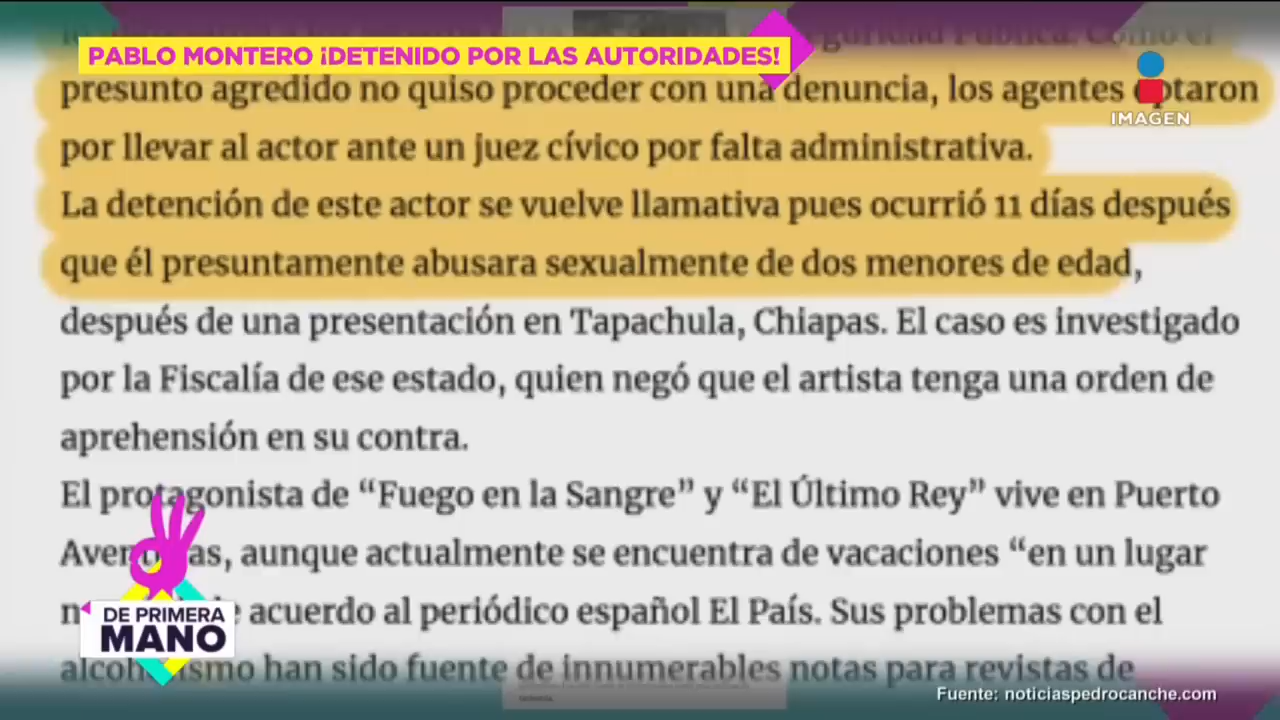 PABLO MONTERO ¡DETENIDO POR LAS AUTORIDADES!
Seguridad Pública. Como el
presunto agredido no quiso proceder con una denuncia, los agentes optaron
IMAGEN
por llevar al actor ante un juez cívico por falta administrativa.
La detención de este actor se vuelve llamativa pues ocurrió 11 días después
que él presuntamente abusara sexualmente de dos menores de edad,
después de una presentación en Tapachula, Chiapas. El caso es investigado
por la Fiscalía de ese estado, quien negó que el artista tenga una orden de
aprehensión en su contra.
El protagonista de “Fuego en la Sangre” y “El Último Rey” vive en Puerto
Aventuras, aunque actualmente se encuentra de vacaciones “en un lugar
de acuerdo al periódico español El País. Sus problemas con el
alcoholismo han sido fuente de innumerables notas para revistas de
DE PRIMERA
MANO
Fuente: noticiaspedrocanche.com